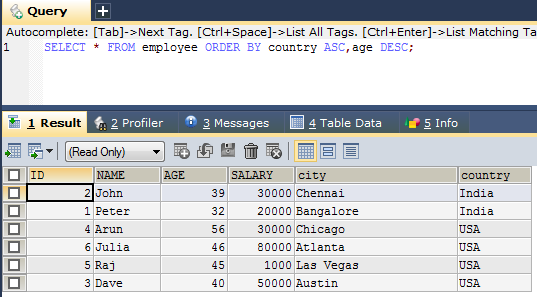 Query
Autocomplete: [Tab]->Next Tag. [Ctrl+Space]->List All Tags. [Ctrl+Enter]->List Matching Ta
1 SELECT * FROM employee ORDER BY country ASC,age DESC;
1 Result 2 Profiler 3 Messages 4 Table Data 5 Info
(Read Only)
ID NAME AGE SALARY city country
2 John 39 30000 Chennai India
1 Peter 32 20000 Bangalore India
4 Arun 56 30000 Chicago USA
6 Julia 46 80000 Atlanta USA
5 Raj 45 1000 Las Vegas USA
3 Dave 40 50000 Austin USA